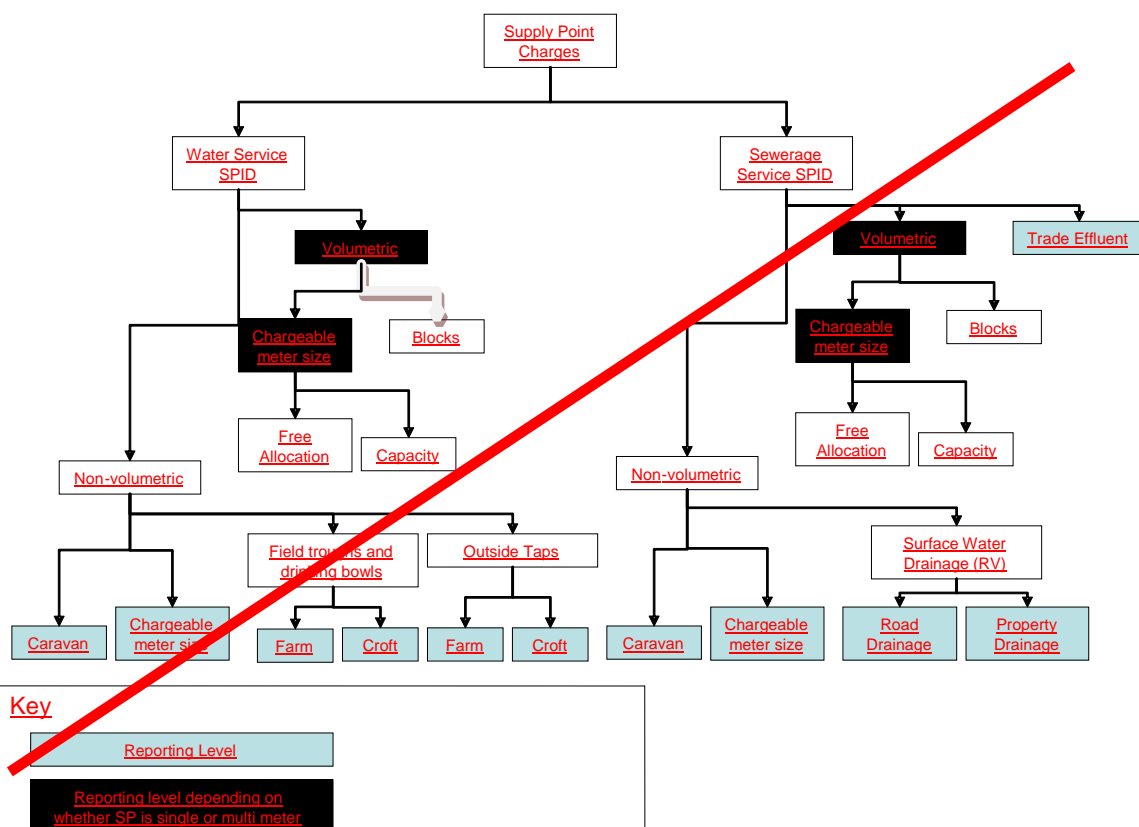 Supply Point
Charges
Water Service
SPID
Sewerage
Service SPID
Volumetric
Volumetric
Trade Effluent
Chargeable
meter size
Blocks
Chargeable
meter size
Blocks
Free
Allocation
Capacity
Free
Allocation
Capacity
Non-volumetric
Non-volumetric
Field troughs and
drinking bowls
Outside Taps
Surface Water
Drainage (RV)
Caravan
Chargeable
meter size
Farm
Croft
Farm
Croft
Caravan
Chargeable
meter size
Road
Drainage
Property
Drainage
Key
Reporting Level
Reporting level depending on
whether SP is single or multi meter